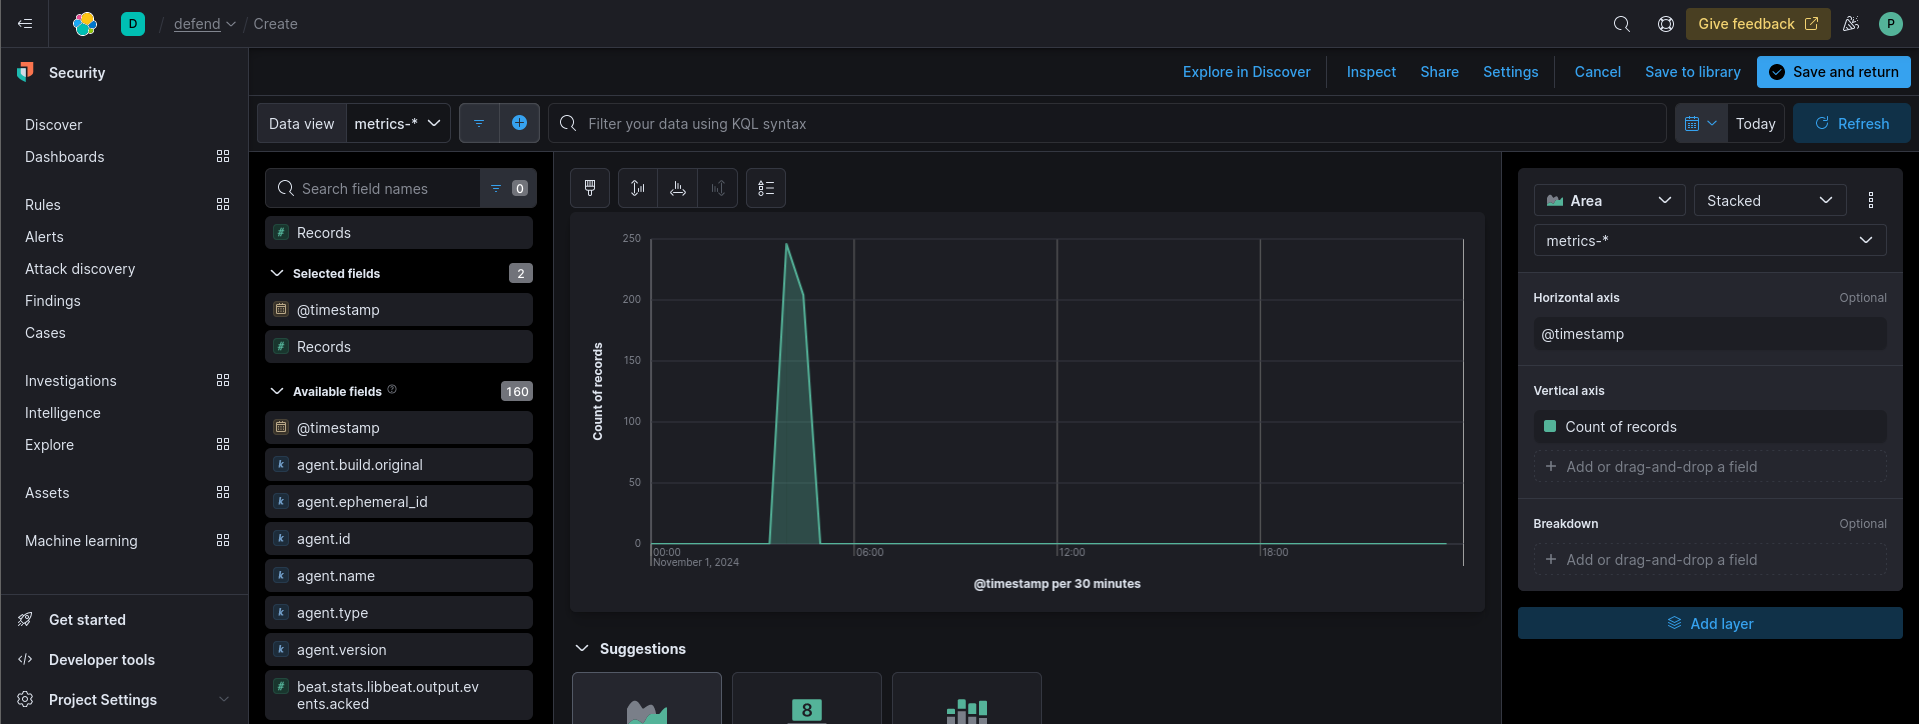 D / defend / Create
Give feedback
P
Security
Explore in Discover
Inspect
Share
Settings
Cancel
Save to library
Save and return
Discover
Dashboards
Rules
Alerts
Attack discovery
Findings
Cases
Investigations
Intelligence
Explore
Assets
Machine learning
Get started
Developer tools
Project Settings
Data view
metrics-*
Filter your data using KQL syntax
Today
Refresh
Search field names
0
# Records
Selected fields
2
@timestamp
# Records
Available fields
160
@timestamp
k agent.build.original
k agent.ephemeral_id
k agent.id
k agent.name
k agent.type
k agent.version
# beat.stats.libbeat.output.ev
ents.acked
Count of records
250
200
150
100
50
0
00:00
06:00
12:00
18:00
November 1, 2024
@timestamp per 30 minutes
Suggestions
8
Area
Stacked
metrics-*
Horizontal axis
Optional
@timestamp
Vertical axis
Count of records
+ Add or drag-and-drop a field
Breakdown
Optional
+ Add or drag-and-drop a field
Add layer